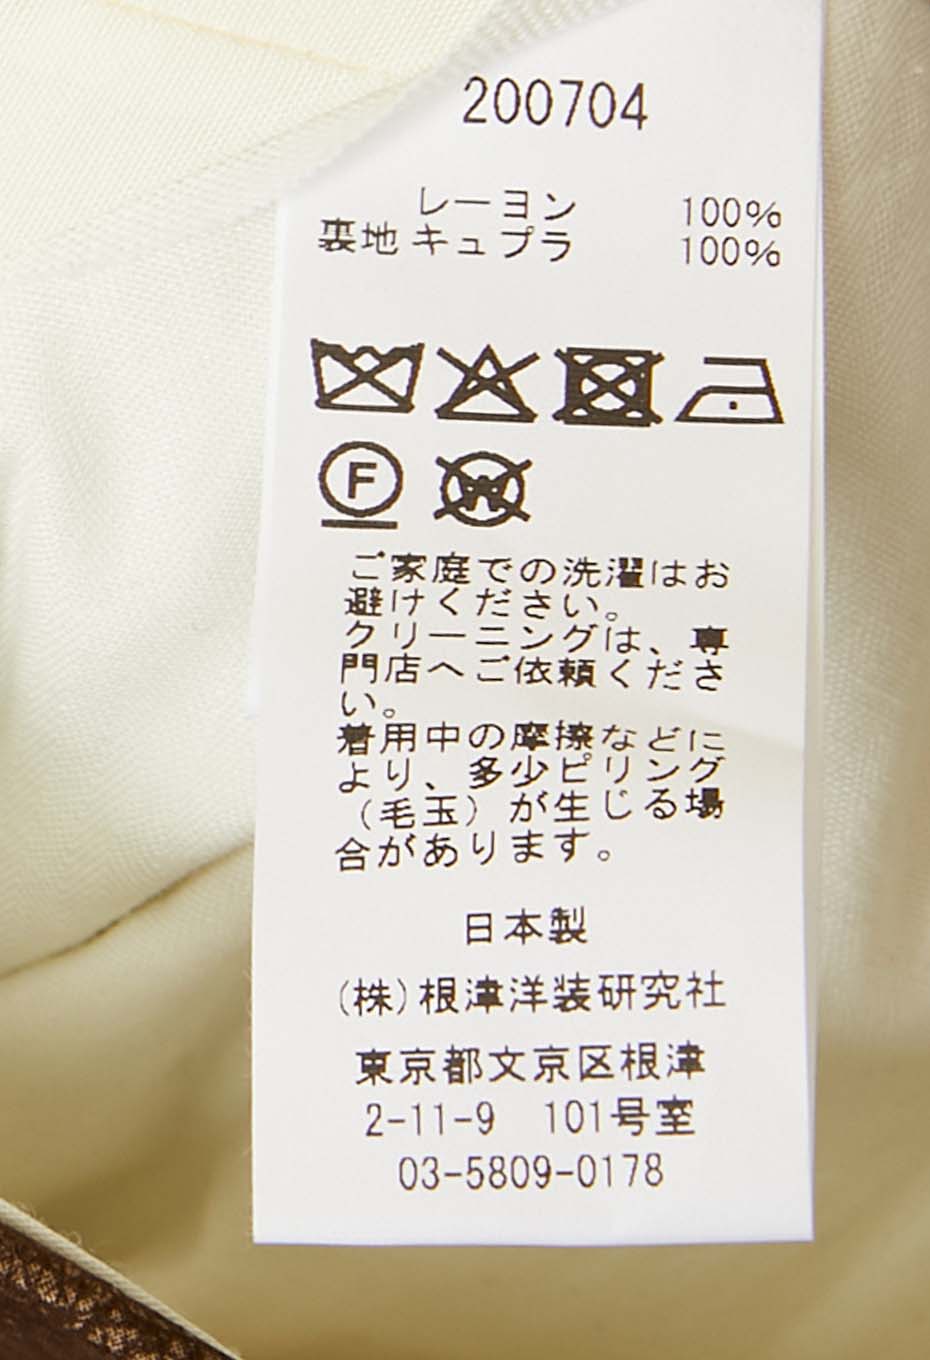 200704
レーヨン 100%
裏地 キュプラ 100%
F
W
ご家庭での洗濯はお
避けください。
クリーニングは、専
門店へご依頼くださ
い。
着用中の摩擦などに
より、多少ピリング
（毛玉）が生じる場
合があります。
日本製
(株)根津洋装研究社
東京都文京区根津
2-11-9 101号室
03-5809-0178